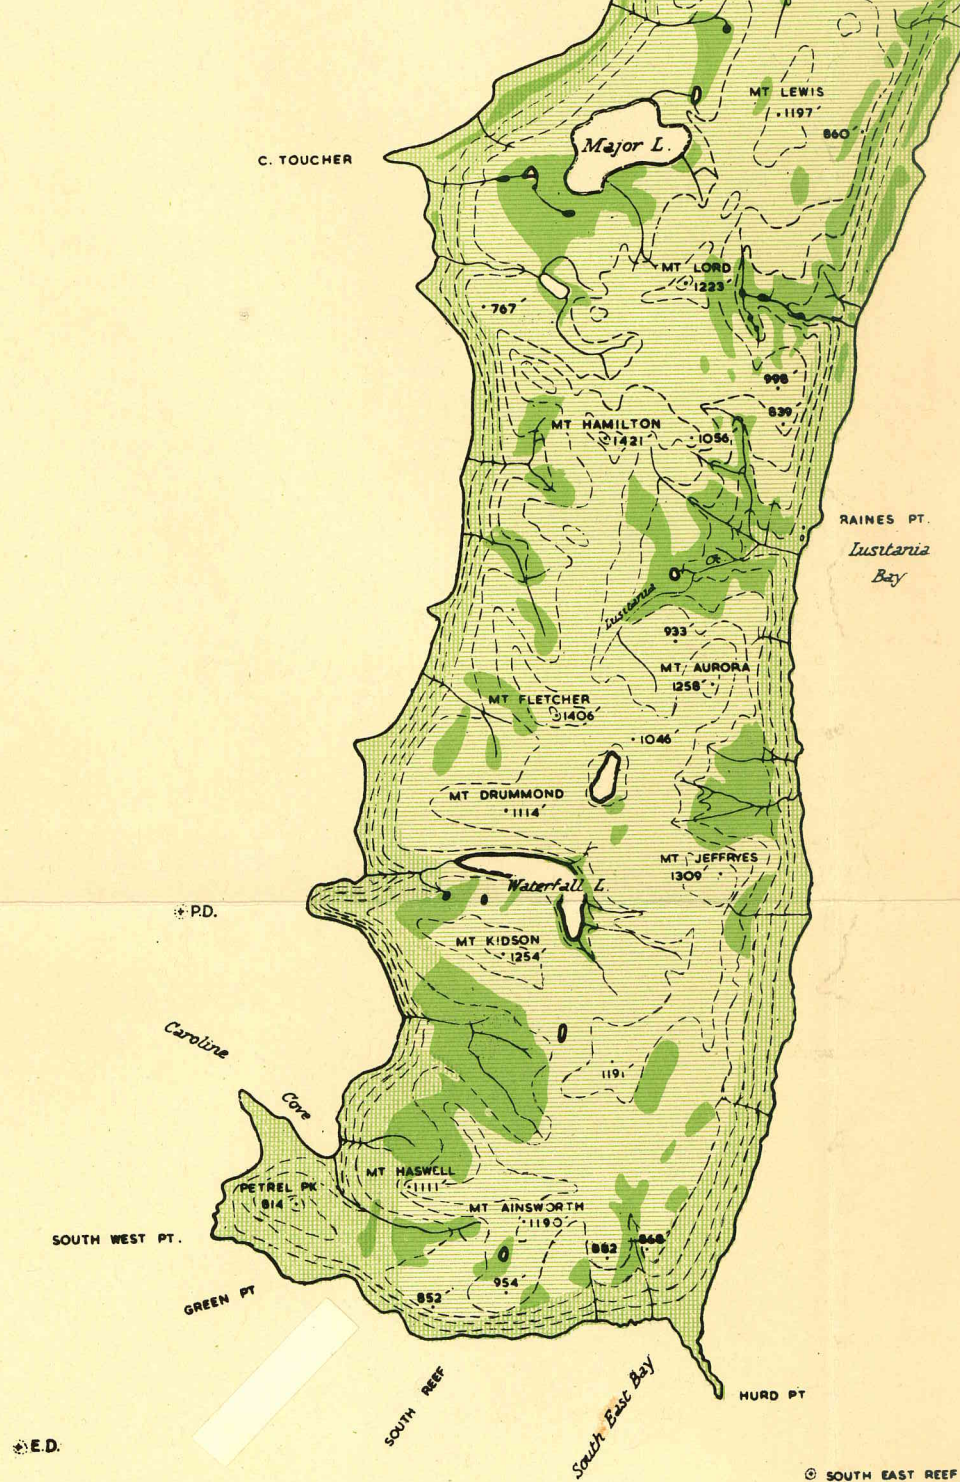 MT LEWIS
1197
860
C. TOUCHER
Major L.
MT LORD
1223
767
998
839
MT HAMILTON
1421
1056
RAINES PT.
Lusitania
Bay
Lusitania Ck
933
MT AURORA
1258
MT FLETCHER
1406
1046
MT DRUMMOND
1114
MT JEFFRYES
1309
Waterfall L.
P.D.
MT KIDSON
1254
Caroline
Cove
1191
MT HASWELL
1111
PETREL PK
814
MT AINSWORTH
1190
SOUTH WEST PT.
882
868
954
GREEN PT
852
SOUTH REEF
South East Bay
HURD PT
E.D.
SOUTH EAST REEF